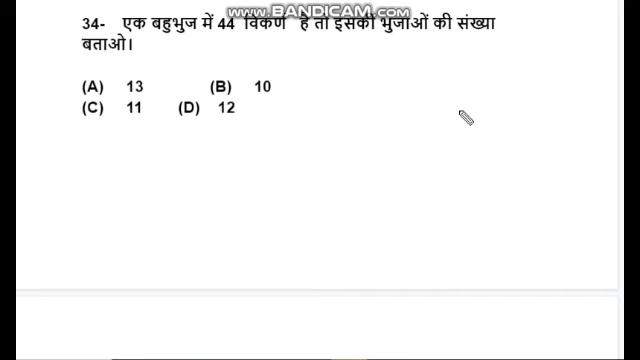 www.BANDICAM.com
34- एक बहुभुज में 44 विकर्ण है तो इसकी भुजाओं की संख्या
बताओ।
(A) 13 (B) 10
(C) 11 (D) 12